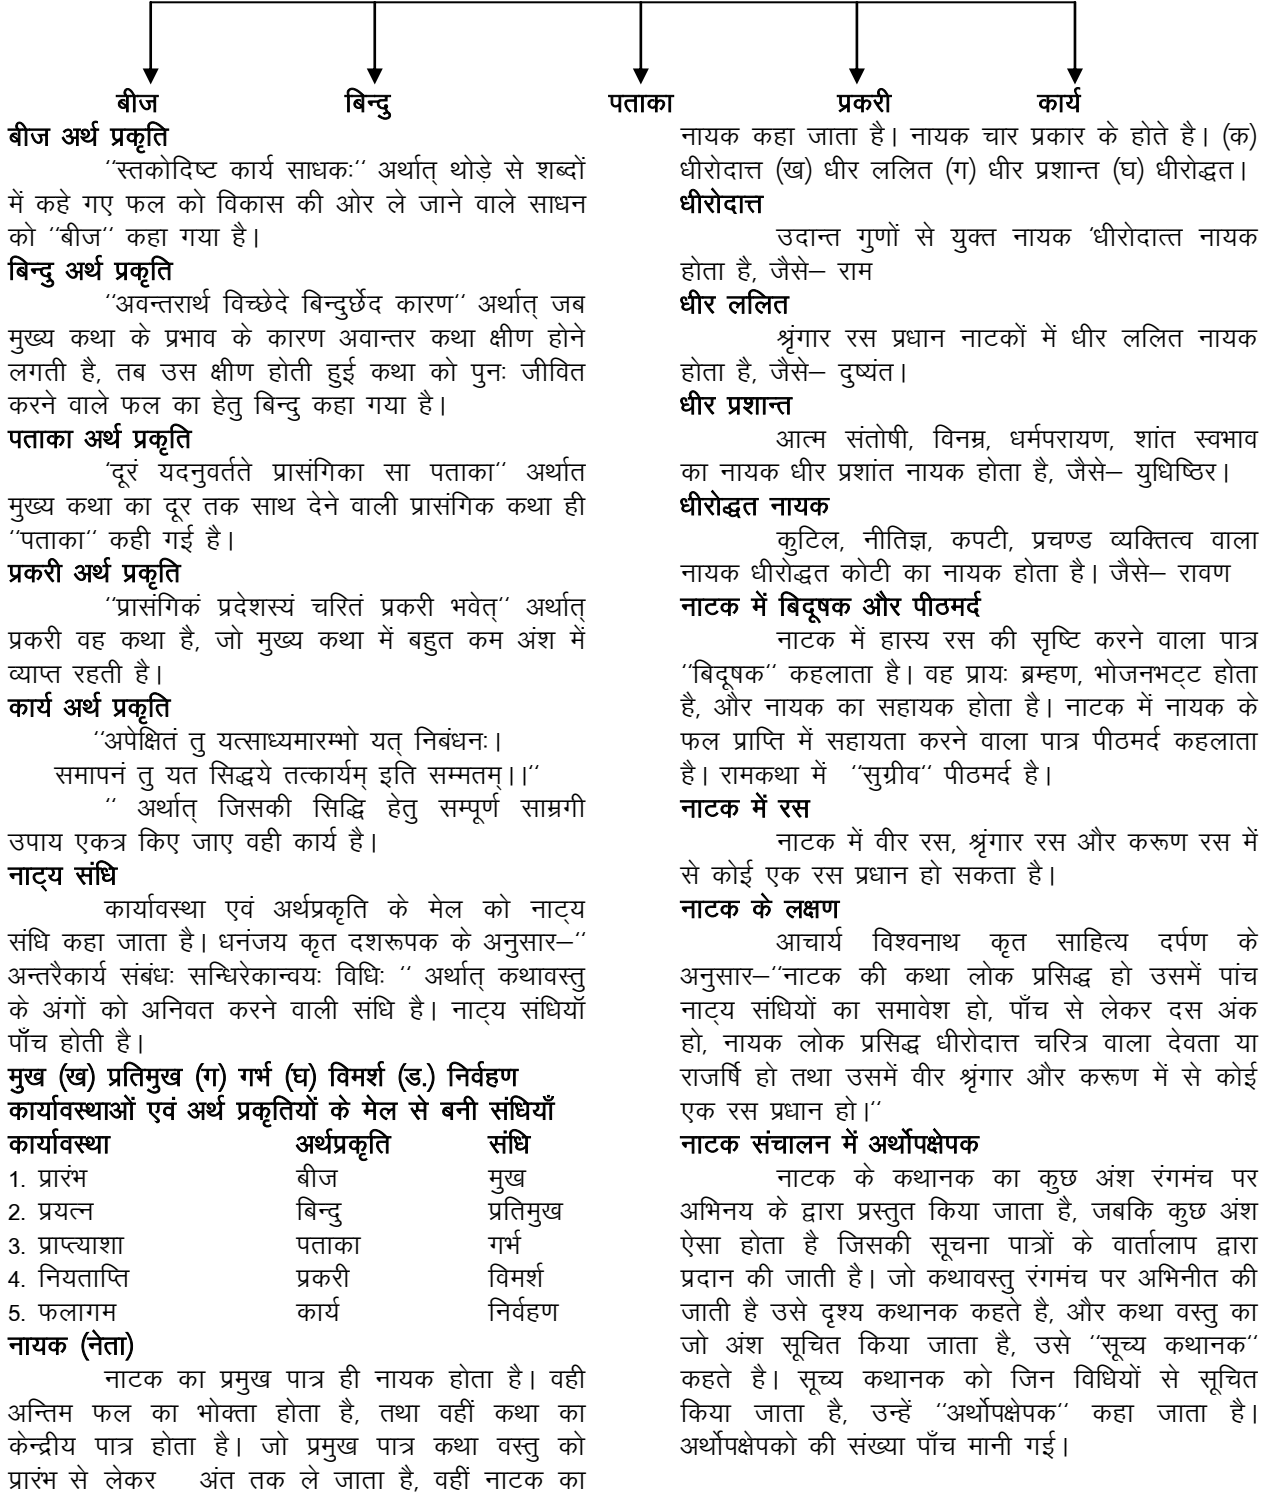 बीज बिन्दु पताका प्रकरी कार्य
बीज अर्थ प्रकृति
''स्तकोदिष्ट कार्य साधकः'' अर्थात् थोड़े से शब्दों
में कहे गए फल को विकास की ओर ले जाने वाले साधन
को ''बीज'' कहा गया है।
बिन्दु अर्थ प्रकृति
''अवन्तरार्थ विच्छेदे बिन्दुर्छेद कारण'' अर्थात् जब
मुख्य कथा के प्रभाव के कारण अवान्तर कथा क्षीण होने
लगती है, तब उस क्षीण होती हुई कथा को पुनः जीवित
करने वाले फल का हेतु बिन्दु कहा गया है।
पताका अर्थ प्रकृति
'दूरं यदनुवर्तते प्रासंगिका सा पताका'' अर्थात
मुख्य कथा का दूर तक साथ देने वाली प्रासंगिक कथा ही
''पताका'' कही गई है।
प्रकरी अर्थ प्रकृति
''प्रासंगिकं प्रदेशस्यं चरितं प्रकरी भवेत्'' अर्थात्
प्रकरी वह कथा है, जो मुख्य कथा में बहुत कम अंश में
व्याप्त रहती है।
कार्य अर्थ प्रकृति
''अपेक्षितं तु यत्साध्यमारम्भो यत् निबंधनः।
समापनं तु यत सिद्धये तत्कार्यम् इति सम्मतम्।।''
'' अर्थात् जिसकी सिद्धि हेतु सम्पूर्ण साम्रगी
उपाय एकत्र किए जाए वही कार्य है।
नाट्य संधि
कार्यावस्था एवं अर्थप्रकृति के मेल को नाट्य
संधि कहा जाता है। धनंजय कृत दशरूपक के अनुसार–''
अन्तरैकार्य संबंधः सन्धिरेकान्वयः विधिः '' अर्थात् कथावस्तु
के अंगों को अनिवत करने वाली संधि है। नाट्य संधियॉ
पाँच होती है।
मुख (ख) प्रतिमुख (ग) गर्भ (घ) विमर्श (ड.) निर्वहण
कार्यावस्थाओं एवं अर्थ प्रकृतियों के मेल से बनी संधियाँ
कार्यावस्था अर्थप्रकृति संधि
1. प्रारंभ बीज मुख
2. प्रयत्न बिन्दु प्रतिमुख
3. प्राप्त्याशा पताका गर्भ
4. नियताप्ति प्रकरी विमर्श
5. फलागम कार्य निर्वहण
नायक (नेता)
नाटक का प्रमुख पात्र ही नायक होता है। वही
अन्तिम फल का भोक्ता होता है, तथा वहीं कथा का
केन्द्रीय पात्र होता है। जो प्रमुख पात्र कथा वस्तु को
प्रारंभ से लेकर अंत तक ले जाता है, वहीं नाटक का
नायक कहा जाता है। नायक चार प्रकार के होते है। (क)
धीरोदात्त (ख) धीर ललित (ग) धीर प्रशान्त (घ) धीरोद्धत।
धीरोदात्त
उदान्त गुणों से युक्त नायक 'धीरोदात्त नायक
होता है, जैसे– राम
धीर ललित
श्रृंगार रस प्रधान नाटकों में धीर ललित नायक
होता है, जैसे– दुष्यंत।
धीर प्रशान्त
आत्म संतोषी, विनम्र, धर्मपरायण, शांत स्वभाव
का नायक धीर प्रशांत नायक होता है, जैसे– युधिष्ठिर।
धीरोद्धत नायक
कुटिल, नीतिज्ञ, कपटी, प्रचण्ड व्यक्तित्व वाला
नायक धीरोद्धत कोटी का नायक होता है। जैसे– रावण
नाटक में बिदूषक और पीठमर्द
नाटक में हास्य रस की सृष्टि करने वाला पात्र
''बिदूषक'' कहलाता है। वह प्रायः ब्रम्हण, भोजनभट्ट होता
है, और नायक का सहायक होता है। नाटक में नायक के
फल प्राप्ति में सहायता करने वाला पात्र पीठमर्द कहलाता
है। रामकथा में ''सुग्रीव'' पीठमर्द है।
नाटक में रस
नाटक में वीर रस, श्रृंगार रस और करूण रस में
से कोई एक रस प्रधान हो सकता है।
नाटक के लक्षण
आचार्य विश्वनाथ कृत साहित्य दर्पण के
अनुसार–''नाटक की कथा लोक प्रसिद्ध हो उसमें पांच
नाट्य संधियों का समावेश हो, पाँच से लेकर दस अंक
हो, नायक लोक प्रसिद्ध धीरोदात्त चरित्र वाला देवता या
राजर्षि हो तथा उसमें वीर श्रृंगार और करूण में से कोई
एक रस प्रधान हो।''
नाटक संचालन में अर्थोपक्षेपक
नाटक के कथानक का कुछ अंश रंगमंच पर
अभिनय के द्वारा प्रस्तुत किया जाता है, जबकि कुछ अंश
ऐसा होता है जिसकी सूचना पात्रों के वार्तालाप द्वारा
प्रदान की जाती है। जो कथावस्तु रंगमंच पर अभिनीत की
जाती है उसे दृश्य कथानक कहते है, और कथा वस्तु का
जो अंश सूचित किया जाता है, उसे ''सूच्य कथानक''
कहते है। सूच्य कथानक को जिन विधियों से सूचित
किया जाता है, उन्हें ''अर्थोपक्षेपक'' कहा जाता है।
अर्थोपक्षेपको की संख्या पाँच मानी गई।